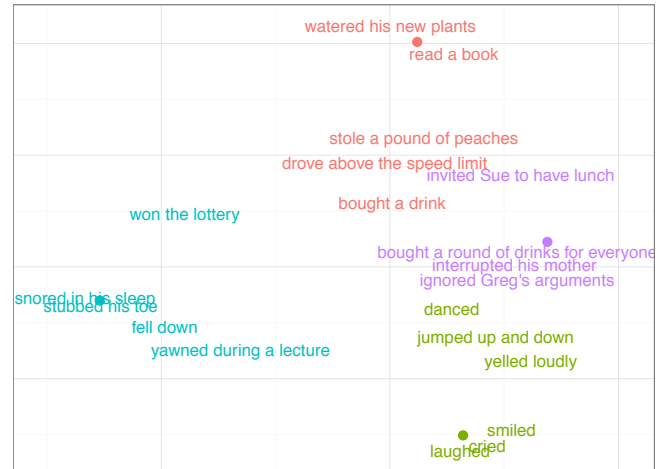 watered his new plants
read a book
stole a pound of peaches
drove above the speed limit
invited Sue to have lunch
bought a drink
won the lottery
bought a round of drinks for everyone
interrupted his mother
ignored Greg's arguments
snored in his sleep
stubbed his toe
danced
fell down
jumped up and down
yawned during a lecture
yelled loudly
smiled
cried
laughed